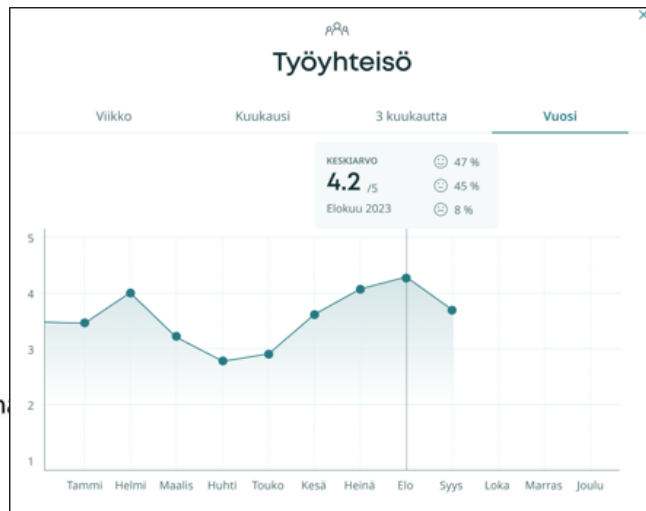 Työyhteisö
Viikko Kuukausi 3 kuukautta Vuosi
KESKIARVO
4.2 /5
Elokuu 2023
47 %
45 %
8 %
5
4
3
2
1
Tammi Helmi Maalis Huhti Touko Kesä Heinä Elo Syys Loka Marras Joulu